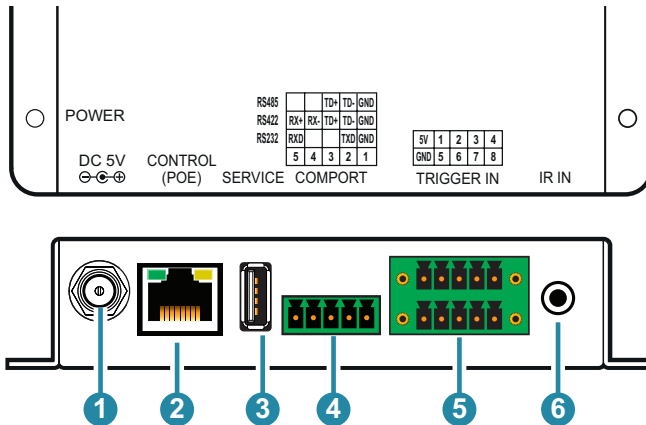 POWER
DC 5V
CONTROL
(POE)
SERVICE
RS485 TD+ TD- GND
RS422 RX+ RX- TD+ TD- GND
RS232 RXD TXD GND
5 4 3 2 1
COMPORT
5V 1 2 3 4
GND 5 6 7 8
TRIGGER IN
IR IN
1 2 3 4 5 6